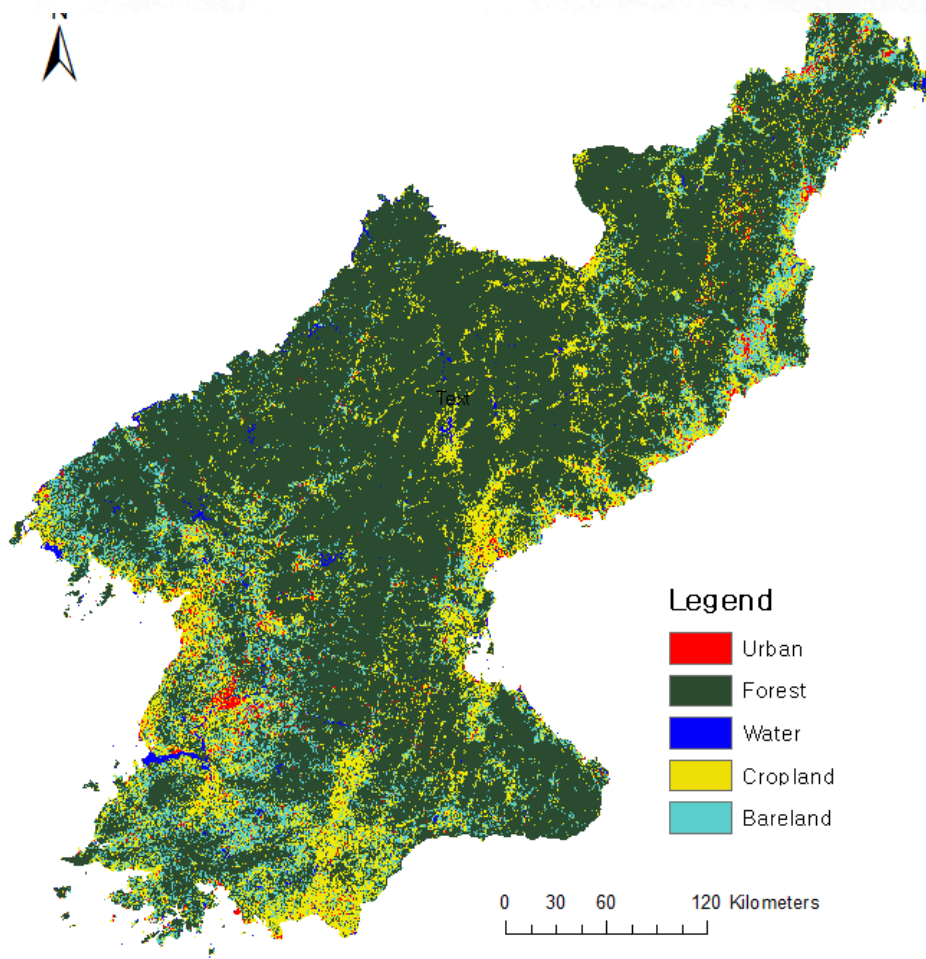 N
Text
Legend
Urban
Forest
Water
Cropland
Bareland
0 30 60 120 Kilometers